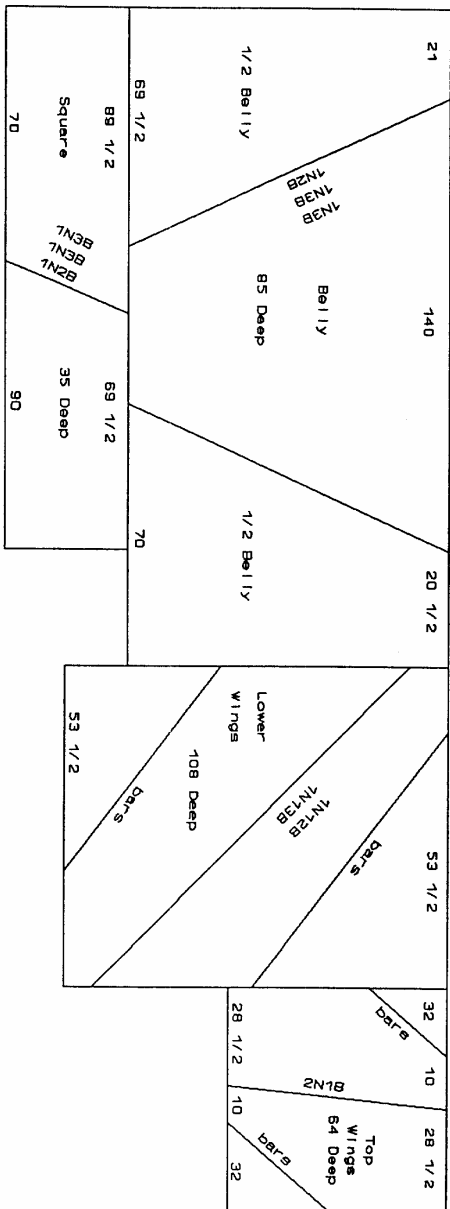 21
140
20 1/2
1/2 Belly
1N2B
1N3B
1N3B
Belly
85 Deep
1/2 Belly
69 1/2
70
89 1/2
Square
1N3B
1N3B
1N2B
70
69 1/2
35 Deep
90
53 1/2
bars
1N12B
1N13B
Lower
Wings
108 Deep
bars
53 1/2
32
10
28 1/2
bars
2N1B
Top
Wings
64 Deep
bars
28 1/2
10
32